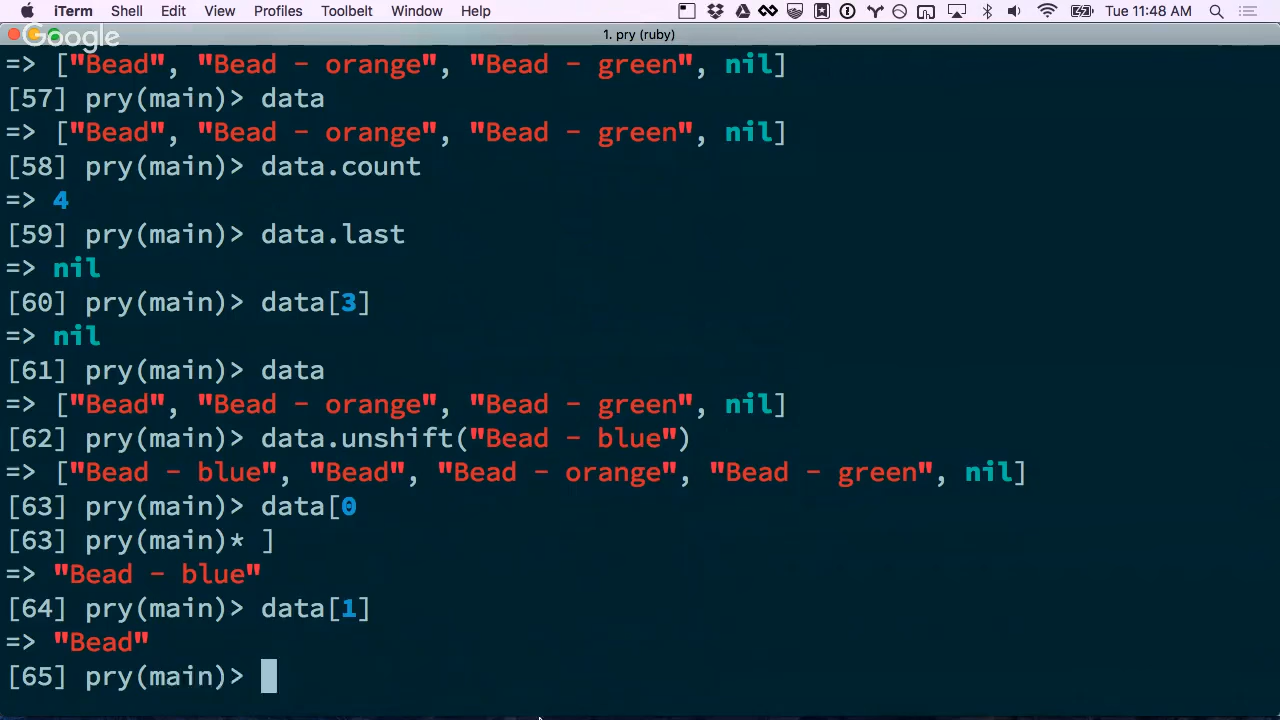 iTerm Shell Edit View Profiles Toolbelt Window Help Tue 11:48 AM
Google
1. pry (ruby)
=> ["Bead", "Bead - orange", "Bead - green", nil]
[57] pry(main)> data
=> ["Bead", "Bead - orange", "Bead - green", nil]
[58] pry(main)> data.count
=> 4
[59] pry(main)> data.last
=> nil
[60] pry(main)> data[3]
=> nil
[61] pry(main)> data
=> ["Bead", "Bead - orange", "Bead - green", nil]
[62] pry(main)> data.unshift("Bead - blue")
=> ["Bead - blue", "Bead", "Bead - orange", "Bead - green", nil]
[63] pry(main)> data[0
[63] pry(main)* ]
=> "Bead - blue"
[64] pry(main)> data[1]
=> "Bead"
[65] pry(main)>